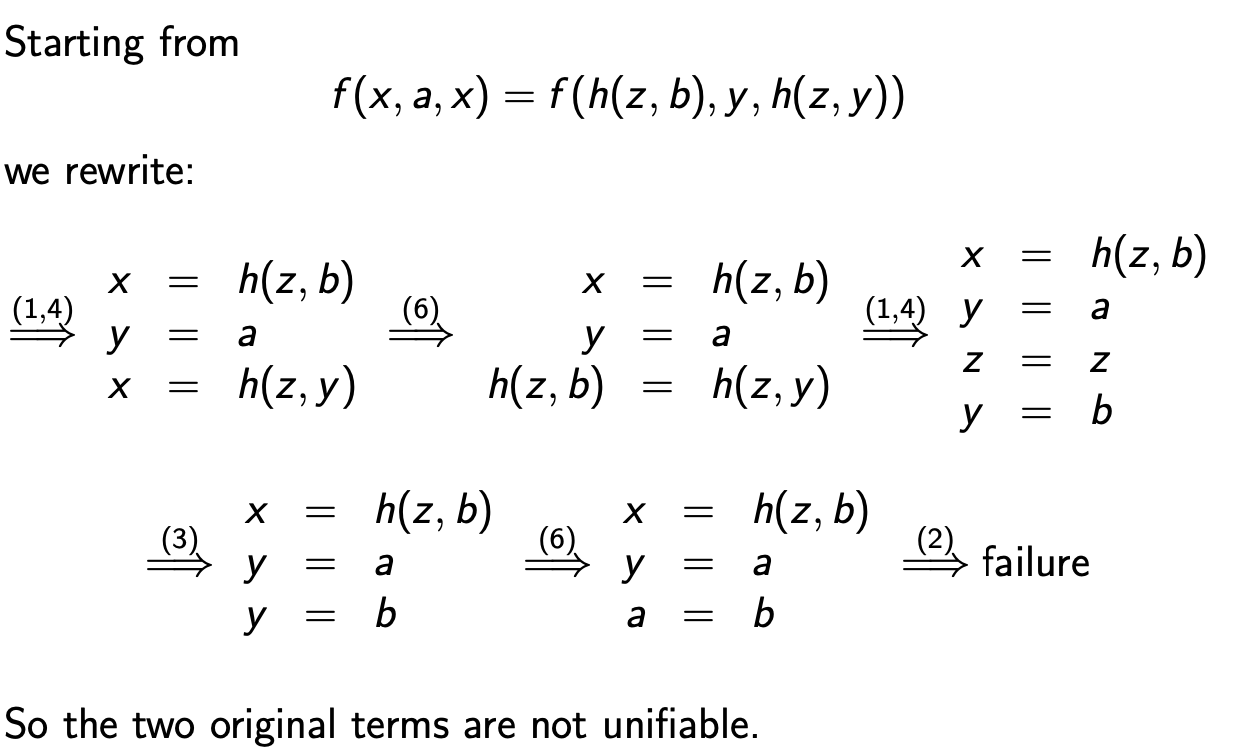 Starting from
f(x, a, x) = f(h(z, b), y, h(z, y))
we rewrite:
(1,4) ⟹ x = h(z, b)
y = a
x = h(z, y)
(6) ⟹ x = h(z, b)
y = a
h(z, b) = h(z, y)
(1,4) ⟹ x = h(z, b)
y = a
z = z
y = b
(3) ⟹ x = h(z, b)
y = a
y = b
(6) ⟹ x = h(z, b)
y = a
a = b
(2) ⟹ failure
So the two original terms are not unifiable.